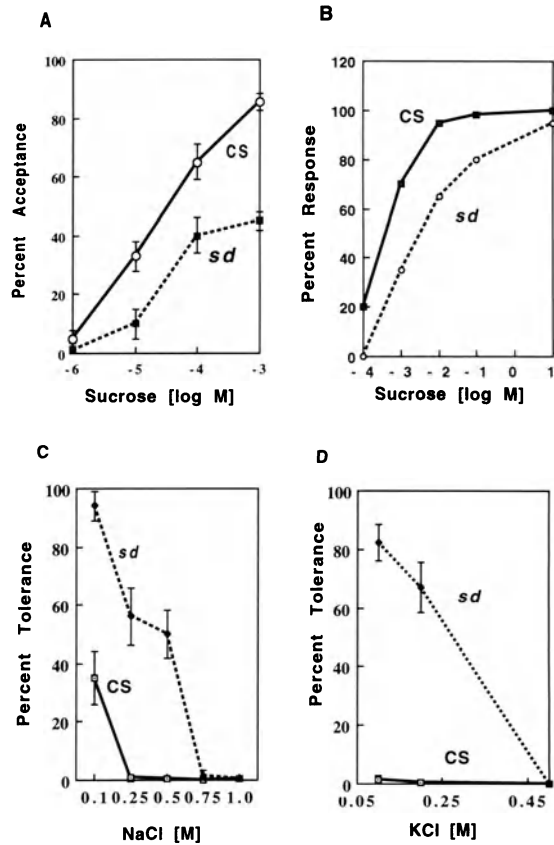 A
Percent Acceptance
100
80
60
40
20
0
CS
sd
-6 -5 -4 -3
Sucrose [log M]
B
Percent Response
120
100
80
60
40
20
0
CS
sd
- 4 - 3 - 2 - 1 0 1
Sucrose [log M]
C
Percent Tolerance
100
80
60
40
20
0
sd
CS
0.1 0.25 0.5 0.75 1.0
NaCl [M]
D
Percent Tolerance
100
80
60
40
20
0
sd
CS
0.05 0.25 0.45
KCl [M]